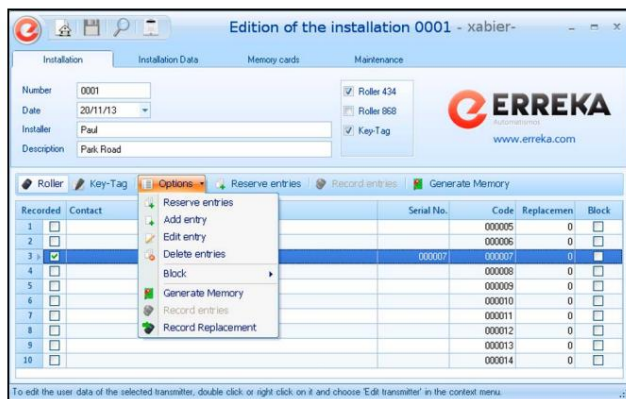 Edition of the installation 0001 - xabier-
Installation Installation Data Memory cards Maintenance
Number 0001
Date 20/11/13
Installer Paul
Description Park Road
Roller 434
Roller 868
Key-Tag
ERREKA
Automatismos
www.erreka.com
Roller Key-Tag Options Reserve entries Record entries Generate Memory
Recorded Contact Serial No. Code Replacemen Block
Reserve entries
Add entry
Edit entry
Delete entries
Block
Generate Memory
Record entries
Record Replacement
1 000005 0
2 000006 0
3 000007 000007 0
4 000008 0
5 000009 0
6 000010 0
7 000011 0
8 000012 0
9 000013 0
10 000014 0
To edit the user data of the selected transmitter, double click or right click on it and choose 'Edit transmitter' in the context menu.